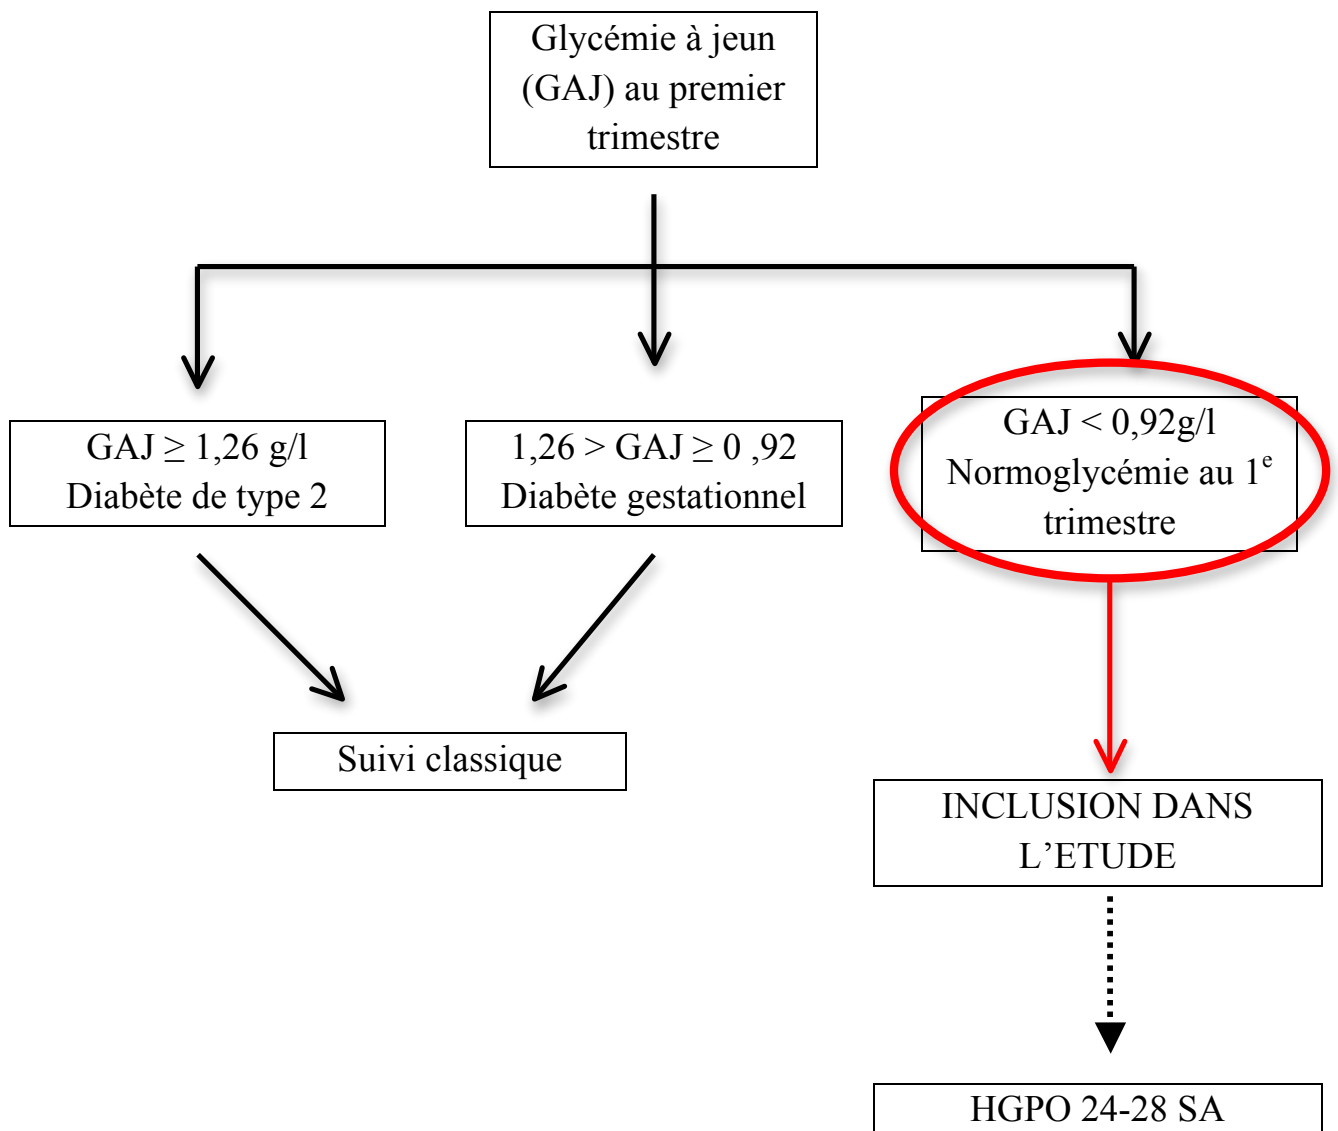 Glycémie à jeun
(GAJ) au premier
trimestre
GAJ ≥ 1,26 g/l
Diabète de type 2
1,26 > GAJ ≥ 0 ,92
Diabète gestationnel
GAJ < 0,92g/l
Normoglycémie au 1e
trimestre
Suivi classique
INCLUSION DANS
L’ETUDE
HGPO 24-28 SA